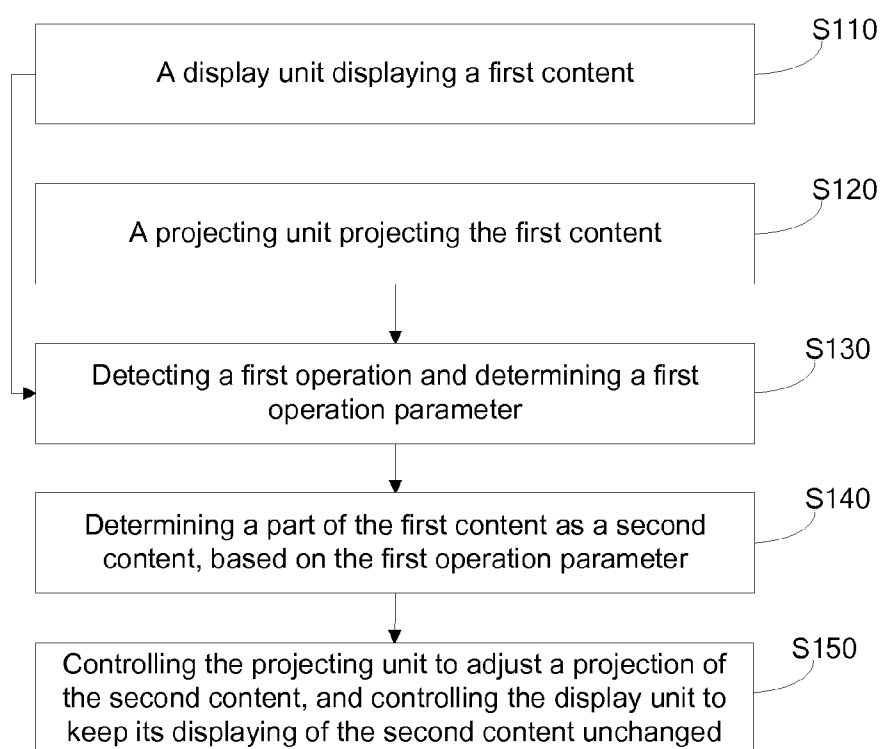 S110
A display unit displaying a first content
S120
A projecting unit projecting the first content
S130
Detecting a first operation and determining a first
operation parameter
S140
Determining a part of the first content as a second
content, based on the first operation parameter
S150
Controlling the projecting unit to adjust a projection of
the second content, and controlling the display unit to
keep its displaying of the second content unchanged